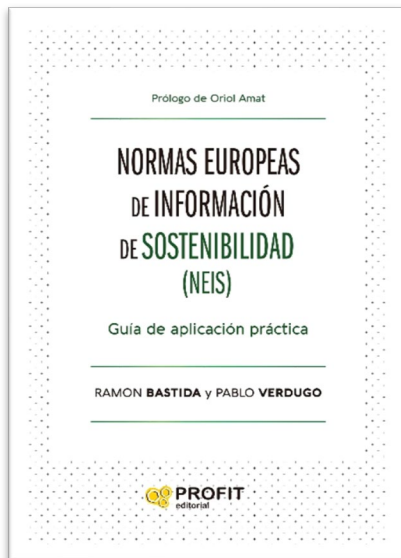 Prólogo de Oriol Amat
NORMAS EUROPEAS
DE INFORMACIÓN
DE SOSTENIBILIDAD
(NEIS)
Guía de aplicación práctica
RAMON BASTIDA y PABLO VERDUGO
PROFIT
editorial